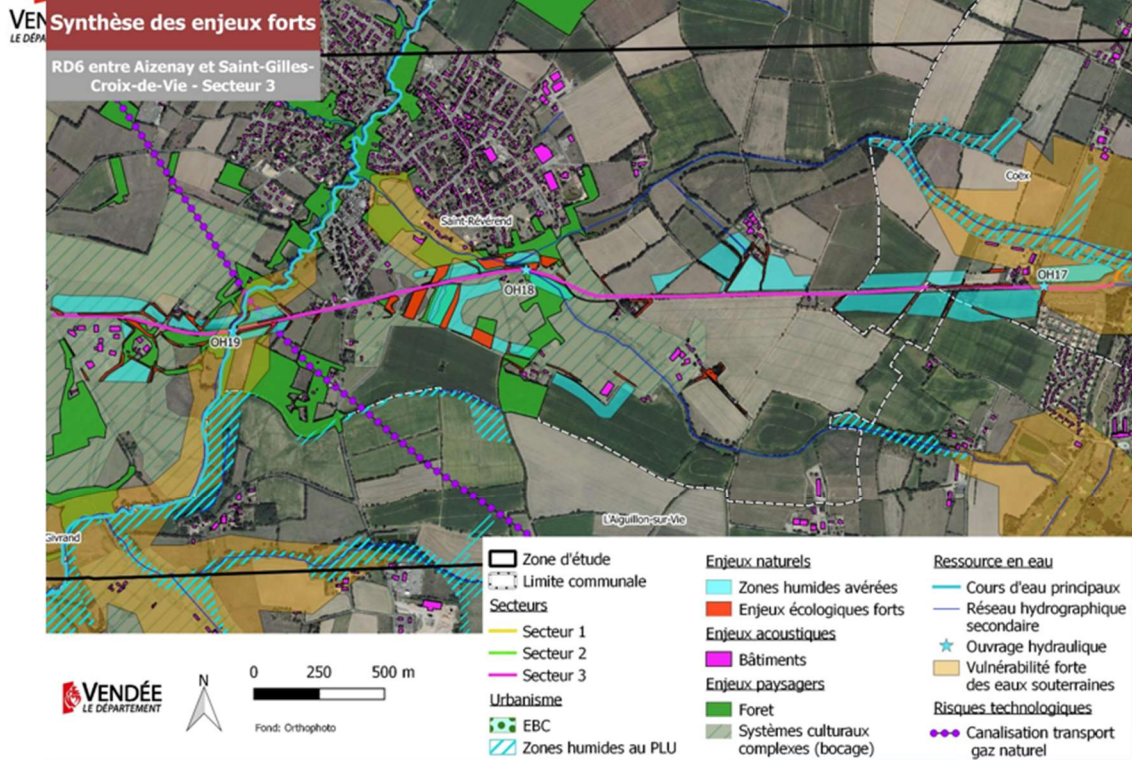 VEN
LE DÉPA
Synthèse des enjeux forts
RD6 entre Aizenay et Saint-Gilles-
Croix-de-Vie - Secteur 3
Coëx
Saint-Révérend
OH17
OH18
OH19
L'Aiguillon-sur-Vie
Givrand
Zone d'étude
Limite communale
Secteurs
Secteur 1
Secteur 2
Secteur 3
Urbanisme
EBC
Zones humides au PLU
Enjeux naturels
Zones humides avérées
Enjeux écologiques forts
Enjeux acoustiques
Bâtiments
Enjeux paysagers
Foret
Systèmes culturaux
complexes (bocage)
Ressource en eau
Cours d'eau principaux
Réseau hydrographique
secondaire
Ouvrage hydraulique
Vulnérabilité forte
des eaux souterraines
Risques technologiques
Canalisation transport
gaz naturel
VENDÉE
LE DÉPARTEMENT
N
0 250 500 m
Fond: Orthophoto